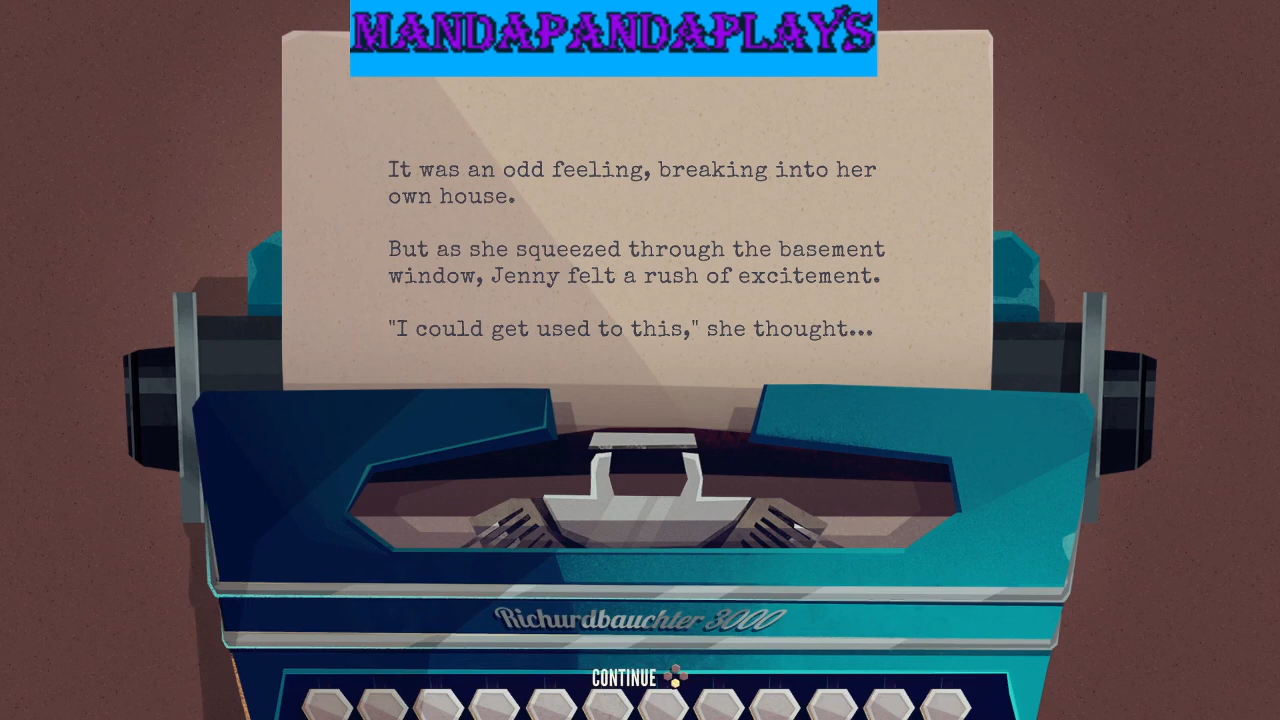 MANDAPANDAPLAYS
It was an odd feeling, breaking into her
own house.
But as she squeezed through the basement
window, Jenny felt a rush of excitement.
"I could get used to this," she thought...
Richurdbauchler 3000
CONTINUE